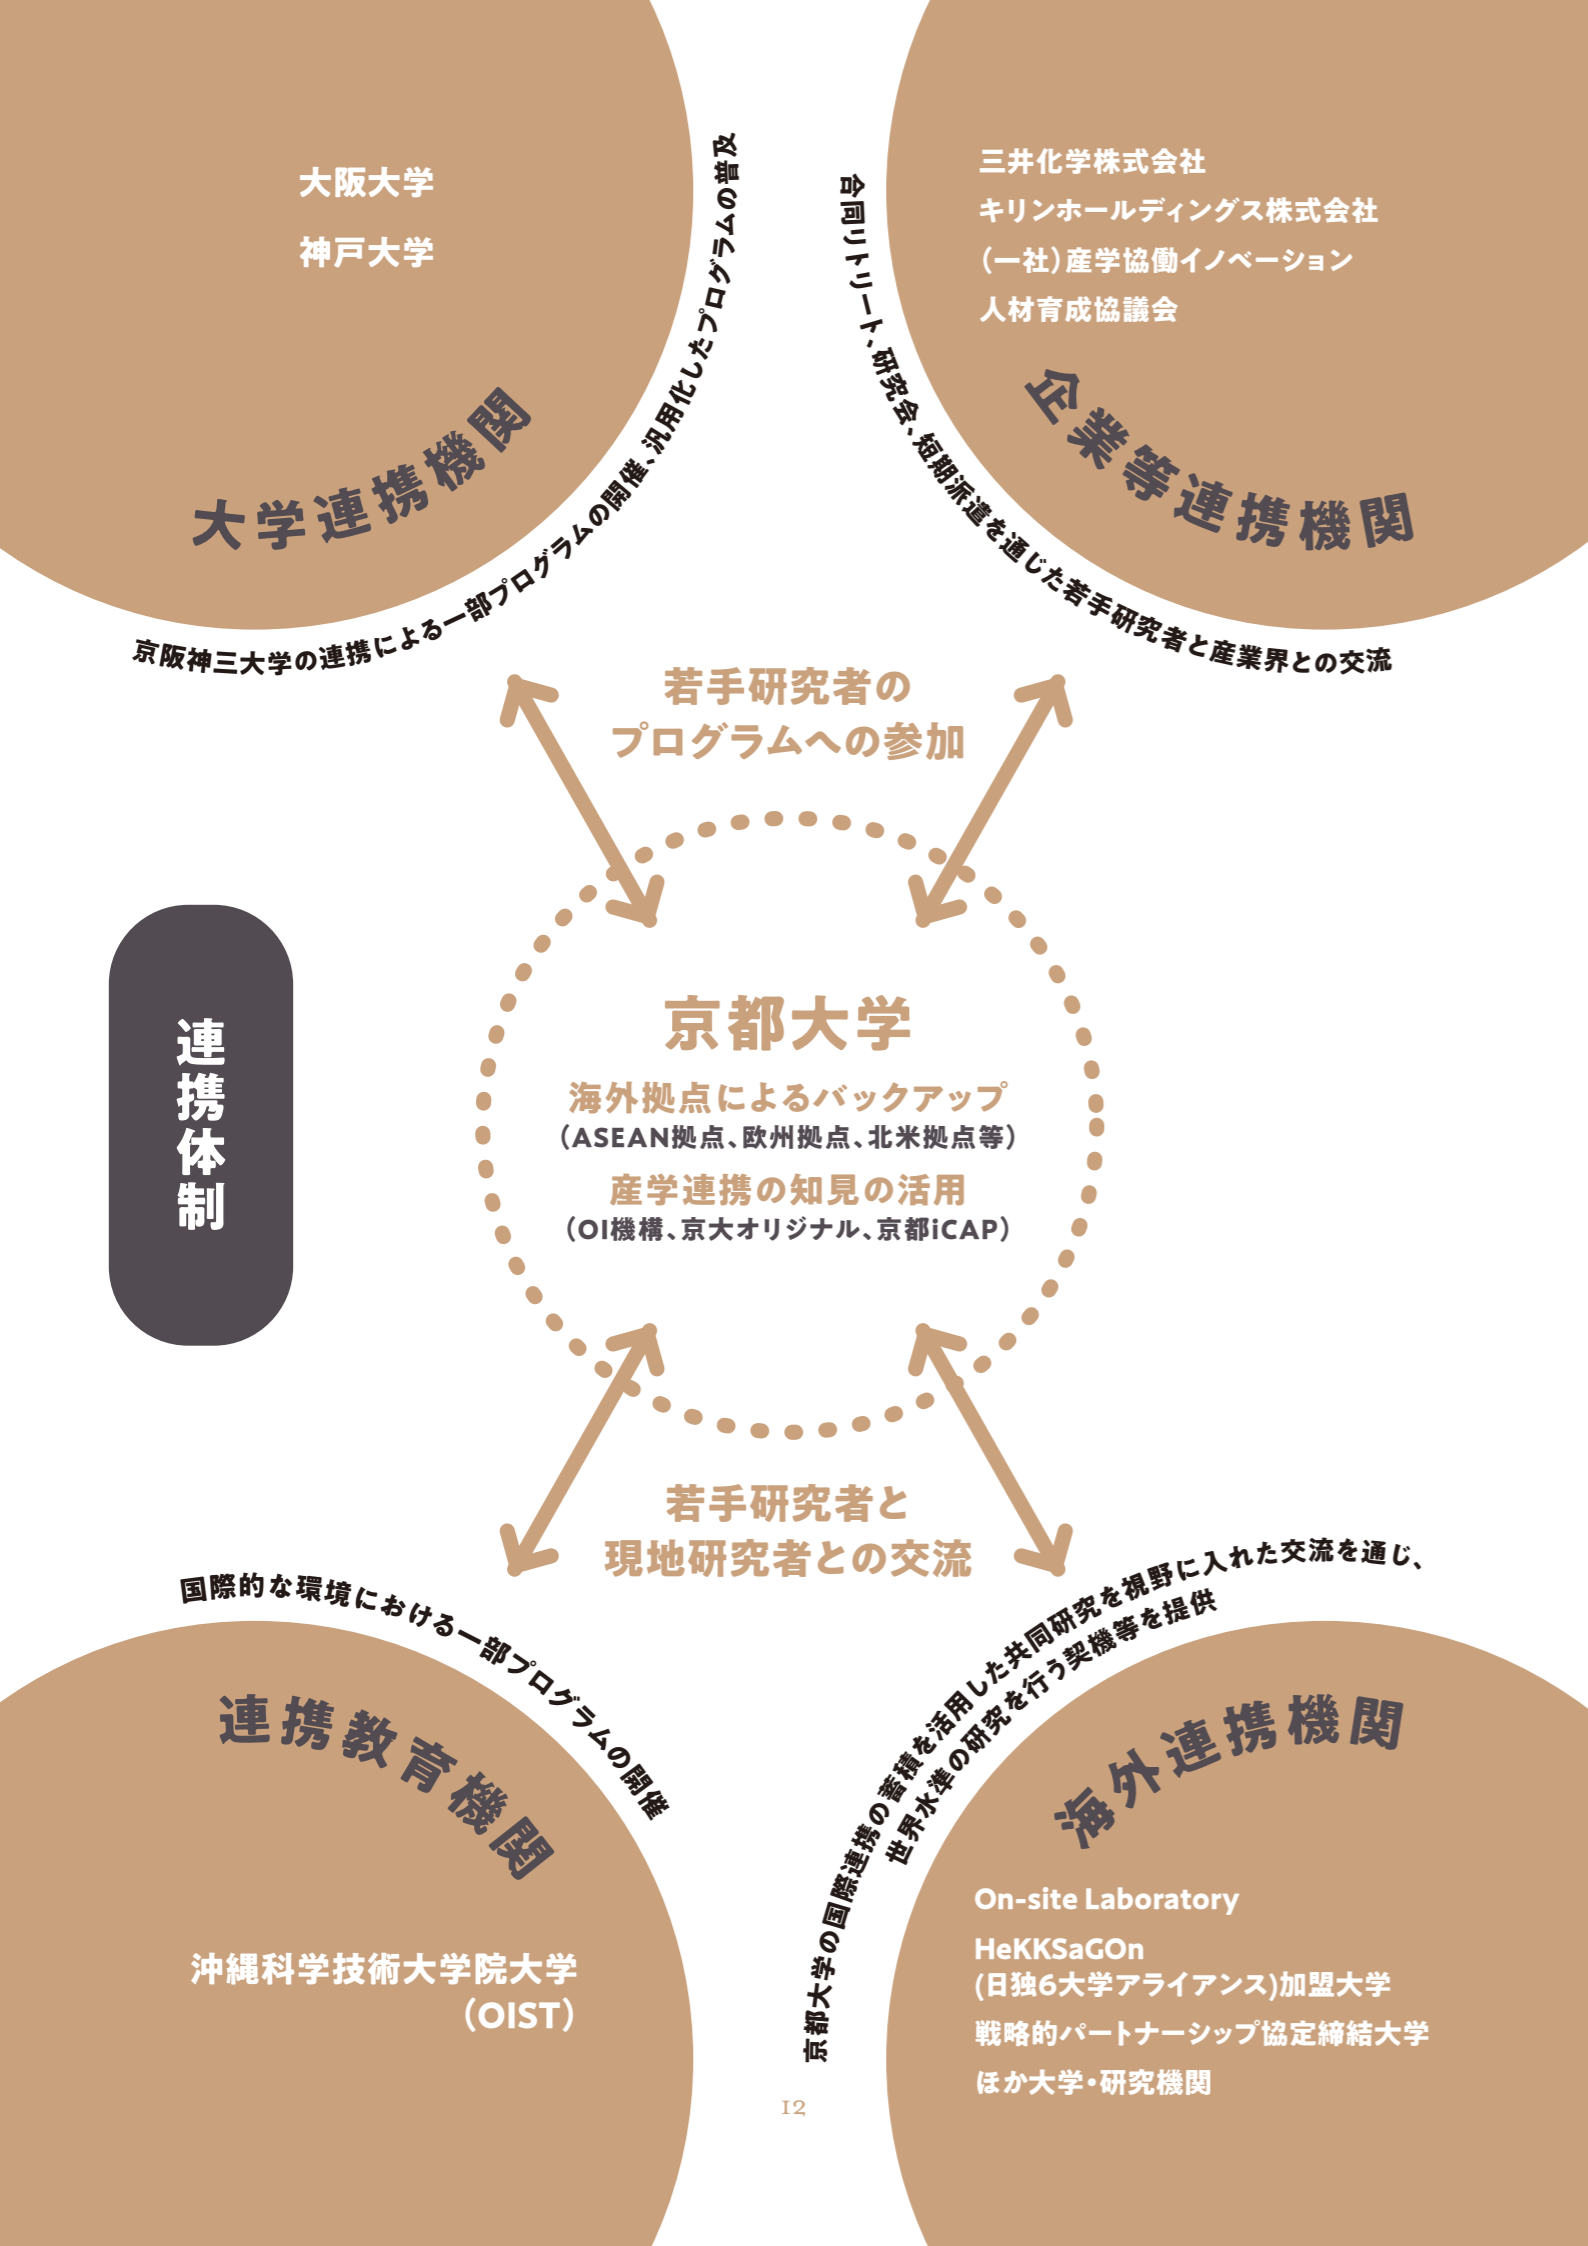 大阪大学
神戸大学
大学連携機関
京阪神三大学の連携による一部プログラムの開催、汎用化したプログラムの普及
三井化学株式会社
キリンホールディングス株式会社
（一社）産学協働イノベーション
人材育成協議会
企業等連携機関
合同リトリート、研究会、短期派遣を通じた若手研究者と産業界との交流
若手研究者の
プログラムへの参加
連携体制
京都大学
海外拠点によるバックアップ
（ASEAN拠点、欧州拠点、北米拠点等）
産学連携の知見の活用
（OI機構、京大オリジナル、京都iCAP）
若手研究者と
現地研究者との交流
国際的な環境における一部プログラムの開催
連携教育機関
沖縄科学技術大学院大学
（OIST）
京都大学の国際連携の蓄積を活用した共同研究を視野に入れた交流を通じ、
世界水準の研究を行う契機等を提供
海外連携機関
On-site Laboratory
HeKKSaGOn
(日独6大学アライアンス)加盟大学
戦略的パートナーシップ協定締結大学
ほか大学・研究機関
12